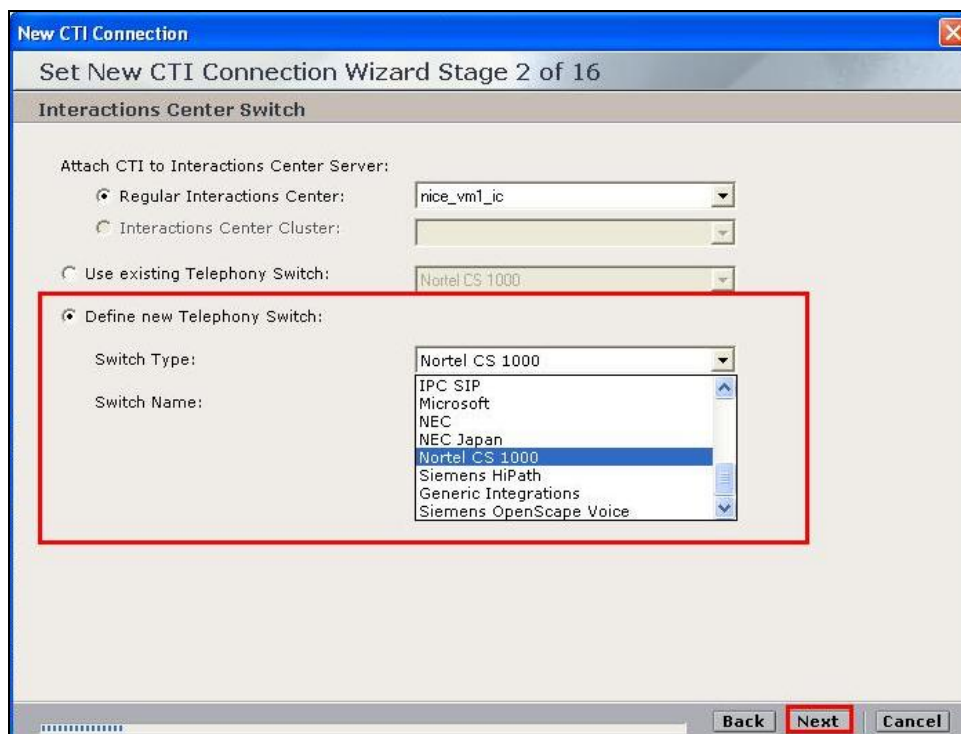 New CTI Connection
Set New CTI Connection Wizard Stage 2 of 16
Interactions Center Switch
Attach CTI to Interactions Center Server:
Regular Interactions Center: nice_vm1_ic
Interactions Center Cluster:
Use existing Telephony Switch: Nortel CS 1000
Define new Telephony Switch:
Switch Type: Nortel CS 1000
Switch Name:
IPC SIP
Microsoft
NEC
NEC Japan
Nortel CS 1000
Siemens HiPath
Generic Integrations
Siemens OpenScape Voice
Back Next Cancel